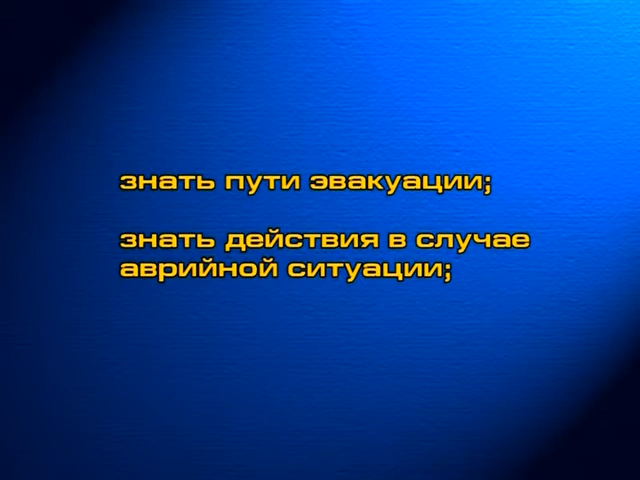 знать пути эвакуации;
знать действия в случае
аврийной ситуации;